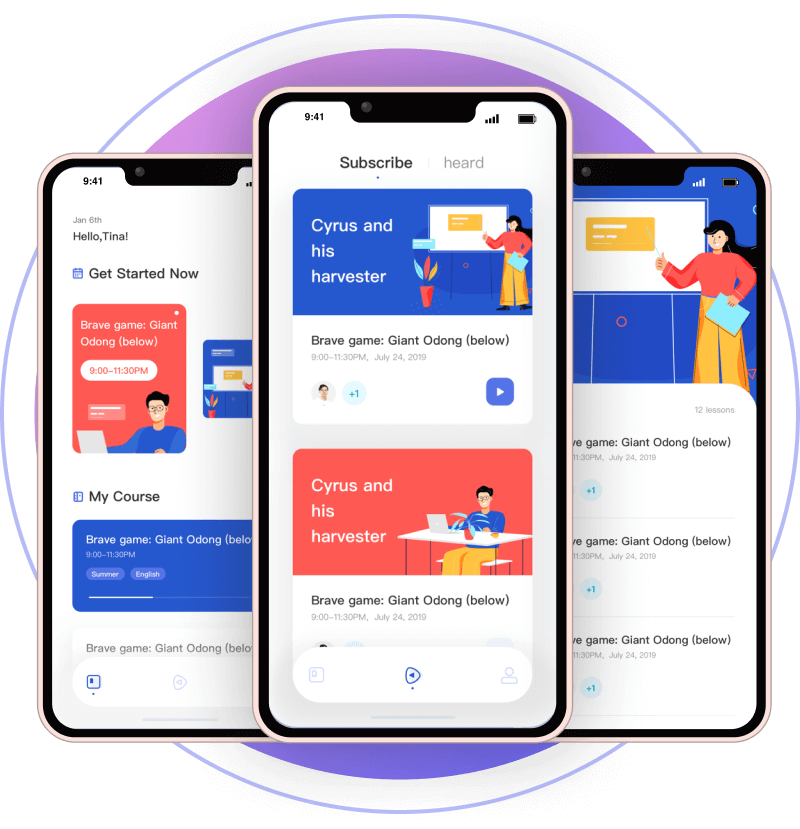 9:41
Jan 6th
Hello,Tina!
Get Started Now
Brave game: Giant
Odong (below)
9:00-11:30PM
My Course
Brave game: Giant Odong (belo
9:00-11:30PM
Summer
English
Brave game: Giant Odong (belo
9:41
Subscribe
heard
Cyrus and
his
harvester
Brave game: Giant Odong (below)
9:00-11:30PM, July 24, 2019
+1
Cyrus and
his
harvester
Brave game: Giant Odong (below)
9:00-11:30PM, July 24, 2019
12 lessons
ve game: Giant Odong (below)
11:30PM, July 24, 2019
+1
ve game: Giant Odong (below)
11:30PM, July 24, 2019
+1
ve game: Giant Odong (below)
11:30PM, July 24, 2019
+1